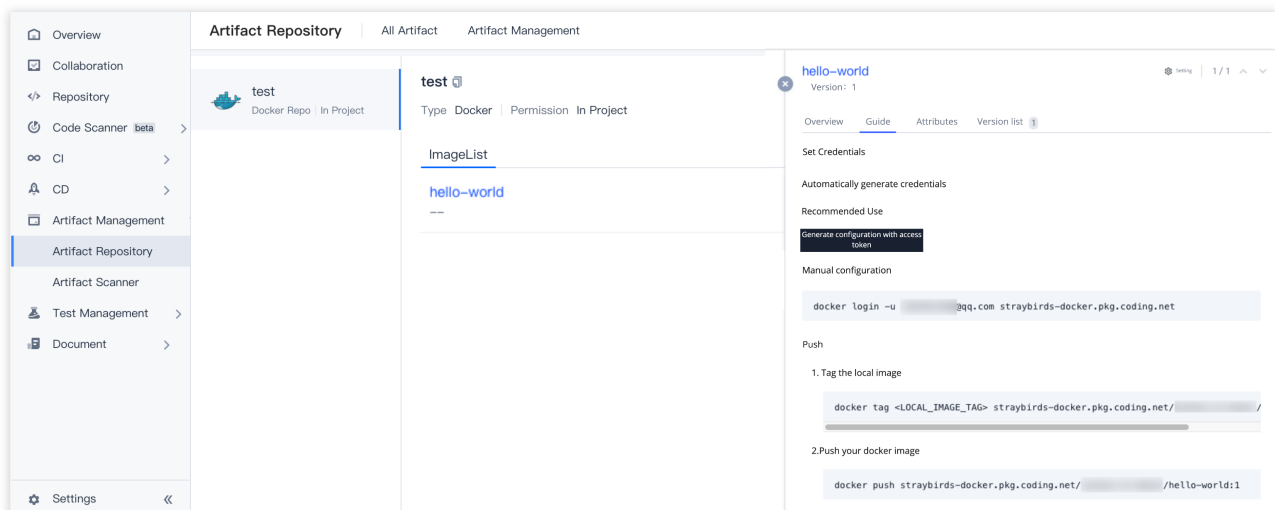 Overview
Collaboration
Repository
Code Scanner beta
CI
CD
Artifact Management
Artifact Repository
Artifact Scanner
Test Management
Document
Settings
Artifact Repository
All Artifact
Artifact Management
test
Docker Repo In Project
test
Type Docker Permission In Project
ImageList
hello-world
--
hello-world
Version: 1
Setting
1 / 1
Overview
Guide
Attributes
Version list 1
Set Credentials
Automatically generate credentials
Recommended Use
Generate configuration with access
token
Manual configuration
docker login -u @qq.com straybirds-docker.pkg.coding.net
Push
1. Tag the local image
docker tag <LOCAL_IMAGE_TAG> straybirds-docker.pkg.coding.net/ /
2.Push your docker image
docker push straybirds-docker.pkg.coding.net/ /hello-world:1